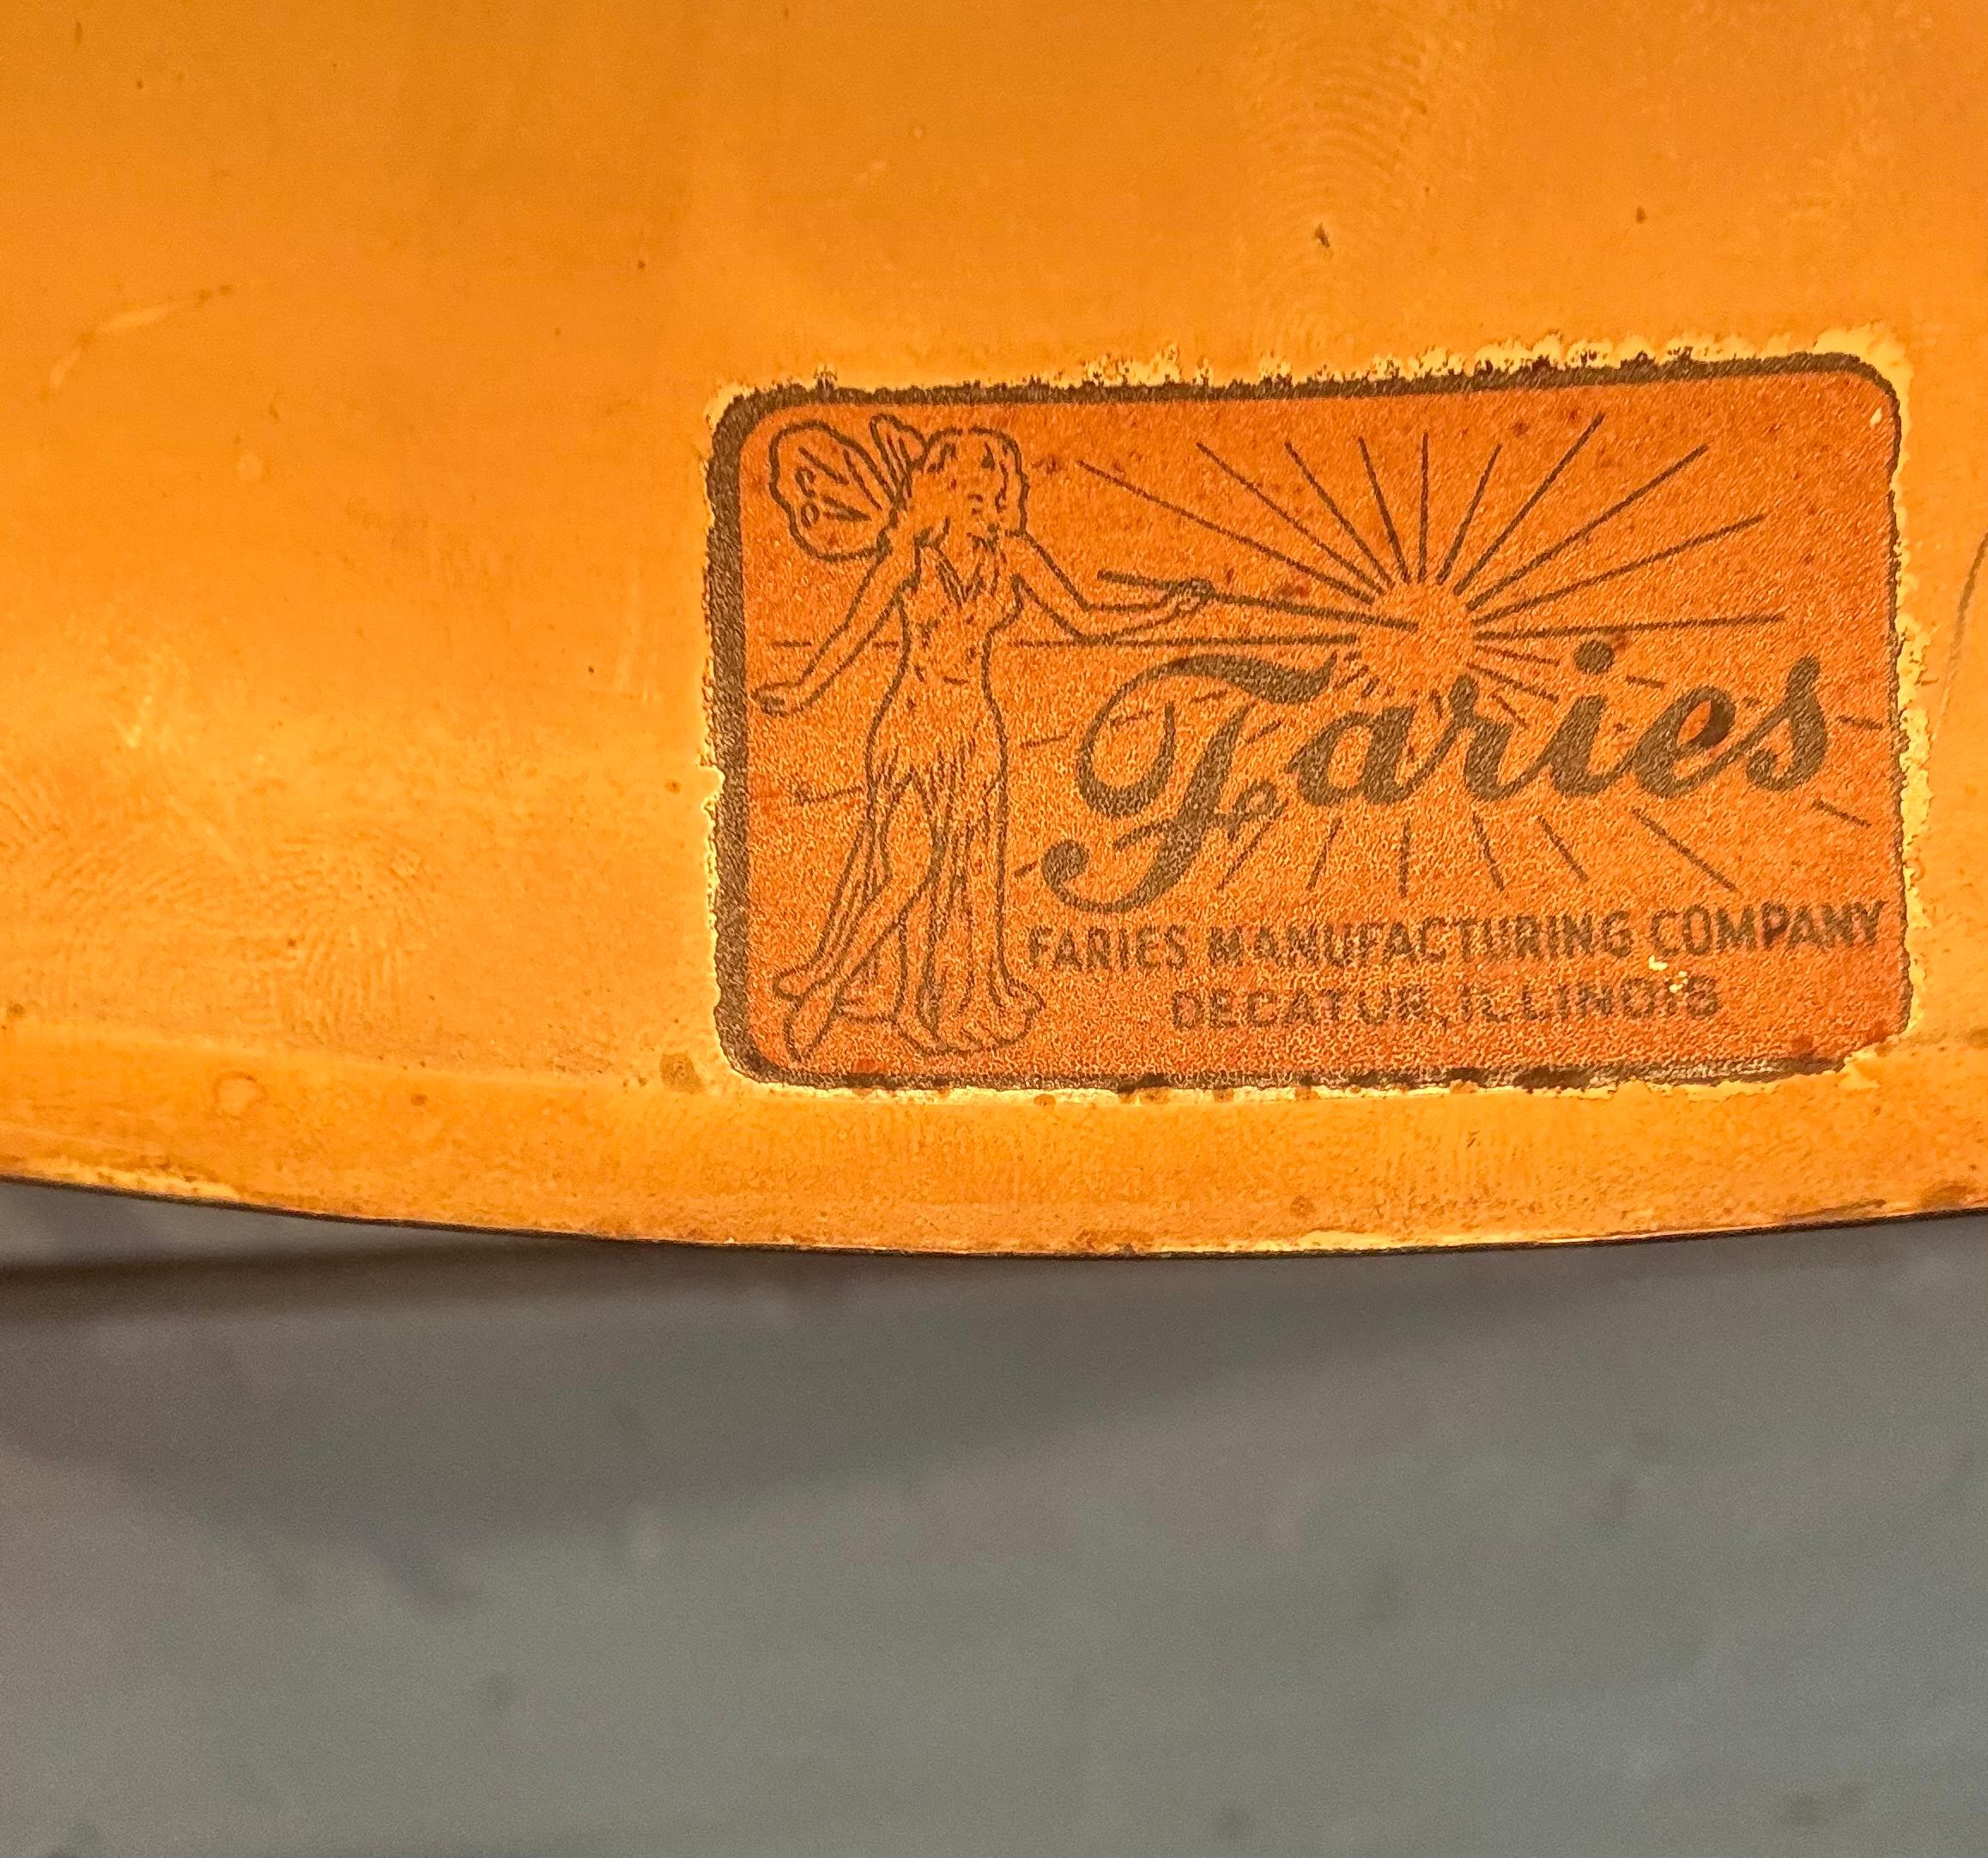 Faries
FARIES MANUFACTURING COMPANY
DECATUR, ILLINOIS